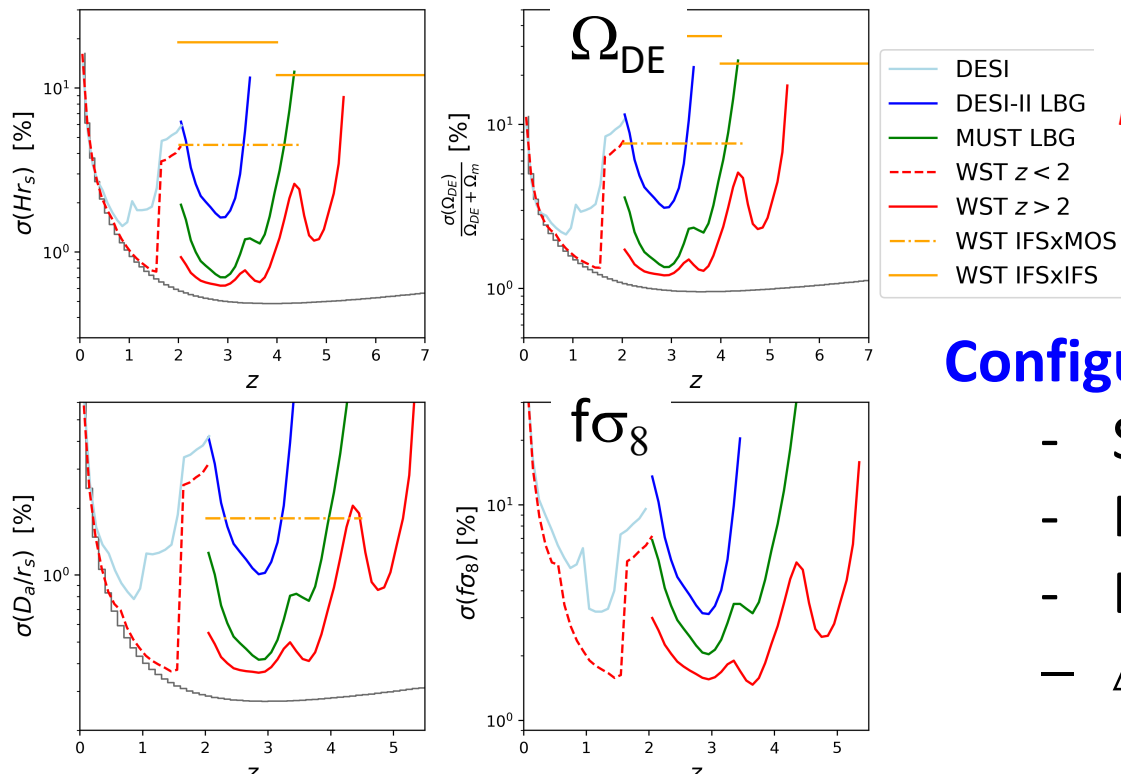 Ω_DE
σ(Hr_s) [%]
10^1
10^0
0 1 2 3 4 5 6 7
z
σ(Ω_DE) / Ω_DE + Ω_m [%]
10^1
10^0
0 1 2 3 4 5 6 7
z
DESI
DESI-II LBG
MUST LBG
WST z < 2
WST z > 2
WST IFSxMOS
WST IFSxIFS
Configu
fσ_8
σ(D_a/r_s) [%]
10^0
0 1 2 3 4 5
z
σ(fσ_8) [%]
10^1
10^0
0 1 2 3 4 5
z
-
-
-
—